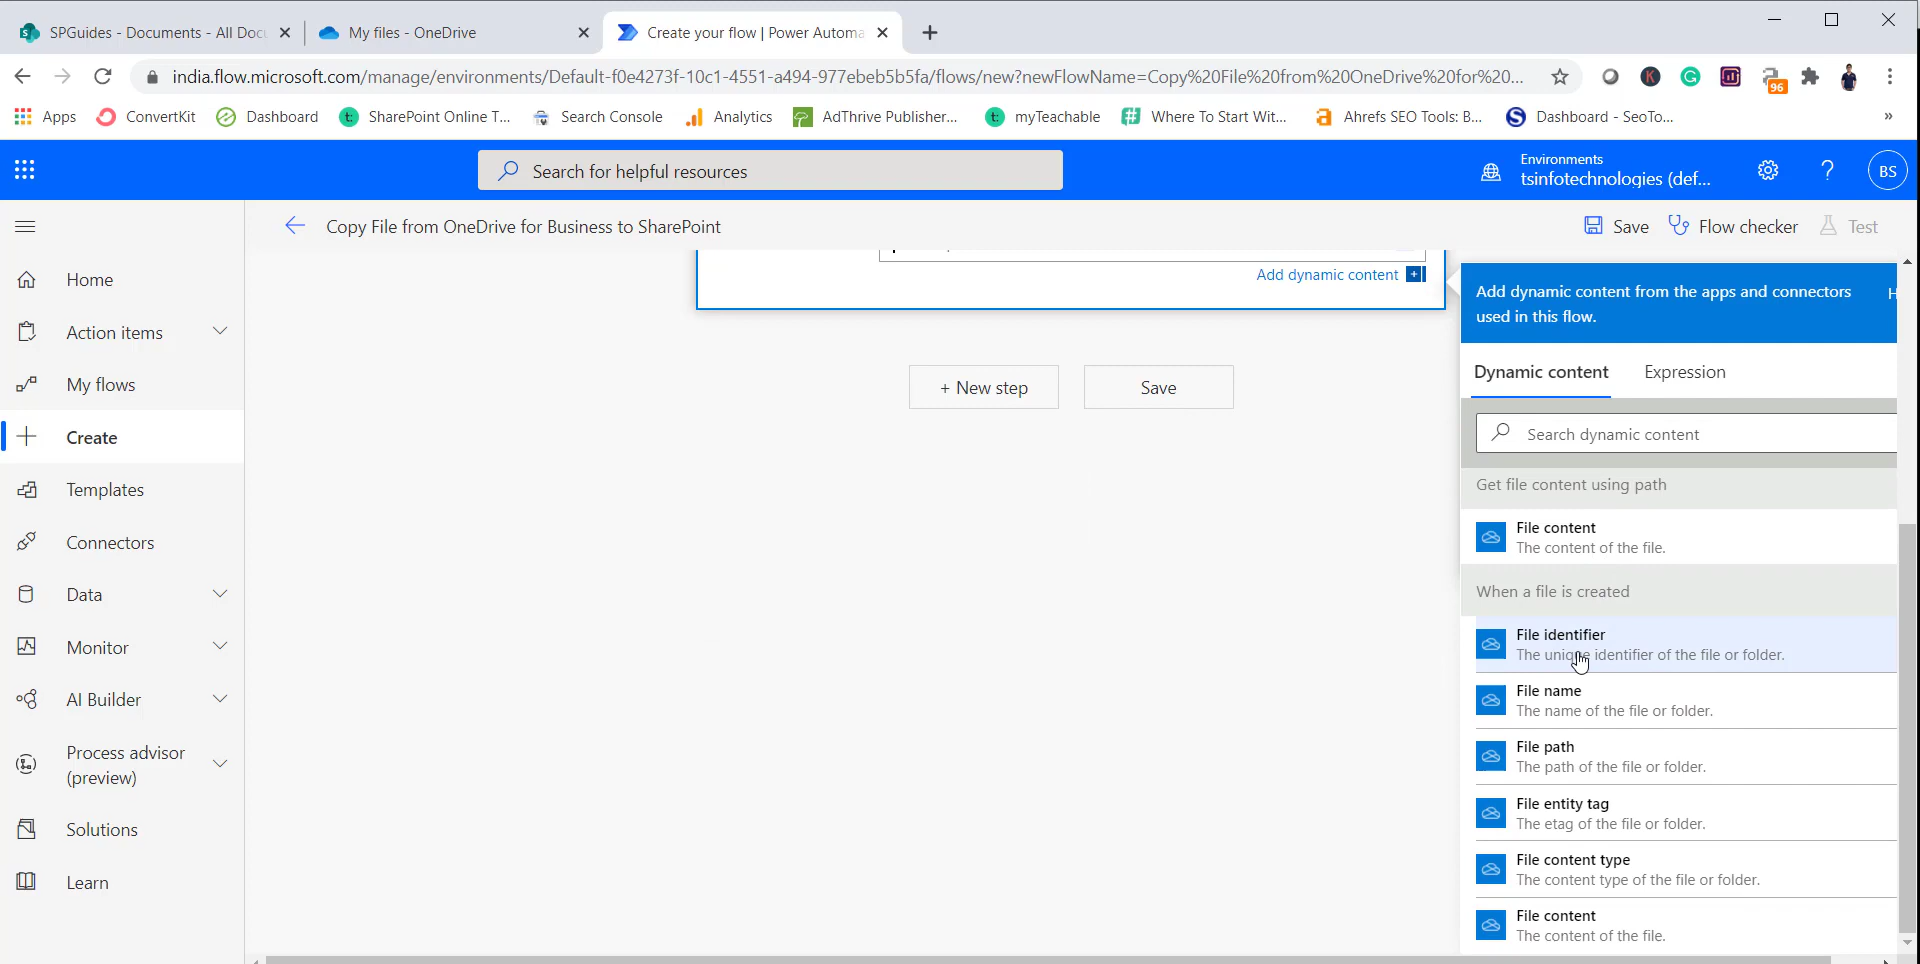 SPGuides - Documents - All Doc
My files - OneDrive
Create your flow | Power Automa
india.flow.microsoft.com/manage/environments/Default-f0e4273f-10c1-4551-a494-977ebeb5b5fa/flows/new?newFlowName=Copy%20File%20from%20OneDrive%20for%20...
K
G
96
Apps
ConvertKit
Dashboard
SharePoint Online T...
Search Console
Analytics
AdThrive Publisher...
myTeachable
Where To Start Wit...
Ahrefs SEO Tools: B...
Dashboard - SeoTo...
»
Search for helpful resources
Environments
tsinfotechnologies (def...
?
BS
Copy File from OneDrive for Business to SharePoint
Save
Flow checker
Test
Home
Action items
My flows
Create
Templates
Connectors
Data
Monitor
AI Builder
Process advisor
(preview)
Solutions
Learn
Add dynamic content
+ New step
Save
Add dynamic content from the apps and connectors
used in this flow.
H
Dynamic content
Expression
Search dynamic content
Get file content using path
File content
The content of the file.
When a file is created
File identifier
The unique identifier of the file or folder.
File name
The name of the file or folder.
File path
The path of the file or folder.
File entity tag
The etag of the file or folder.
File content type
The content type of the file or folder.
File content
The content of the file.